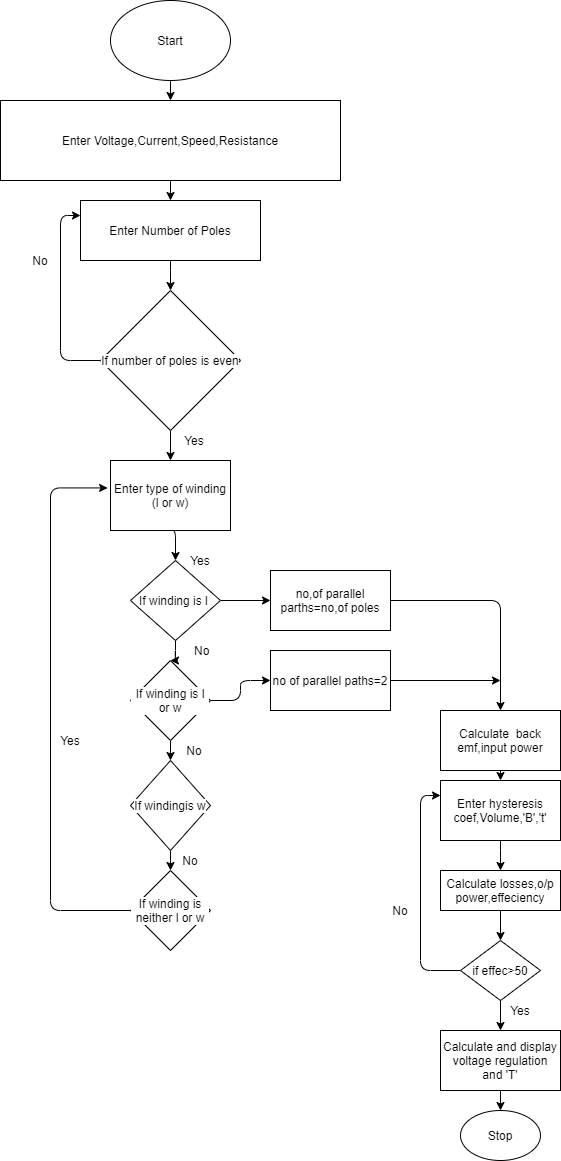 Start
Enter Voltage,Current,Speed,Resistance
Enter Number of Poles
No
If number of poles is even
Yes
Enter type of winding
(l or w)
Yes
If winding is l
no,of parallel
parths=no,of poles
No
If winding is l
or w
no of parallel paths=2
Yes
No
If windingis w
No
If winding is
neither l or w
Calculate back
emf,input power
Enter hysteresis
coef,Volume,'B','t'
Calculate losses,o/p
power,effeciency
No
if effec>50
Yes
Calculate and display
voltage regulation
and 'T'
Stop